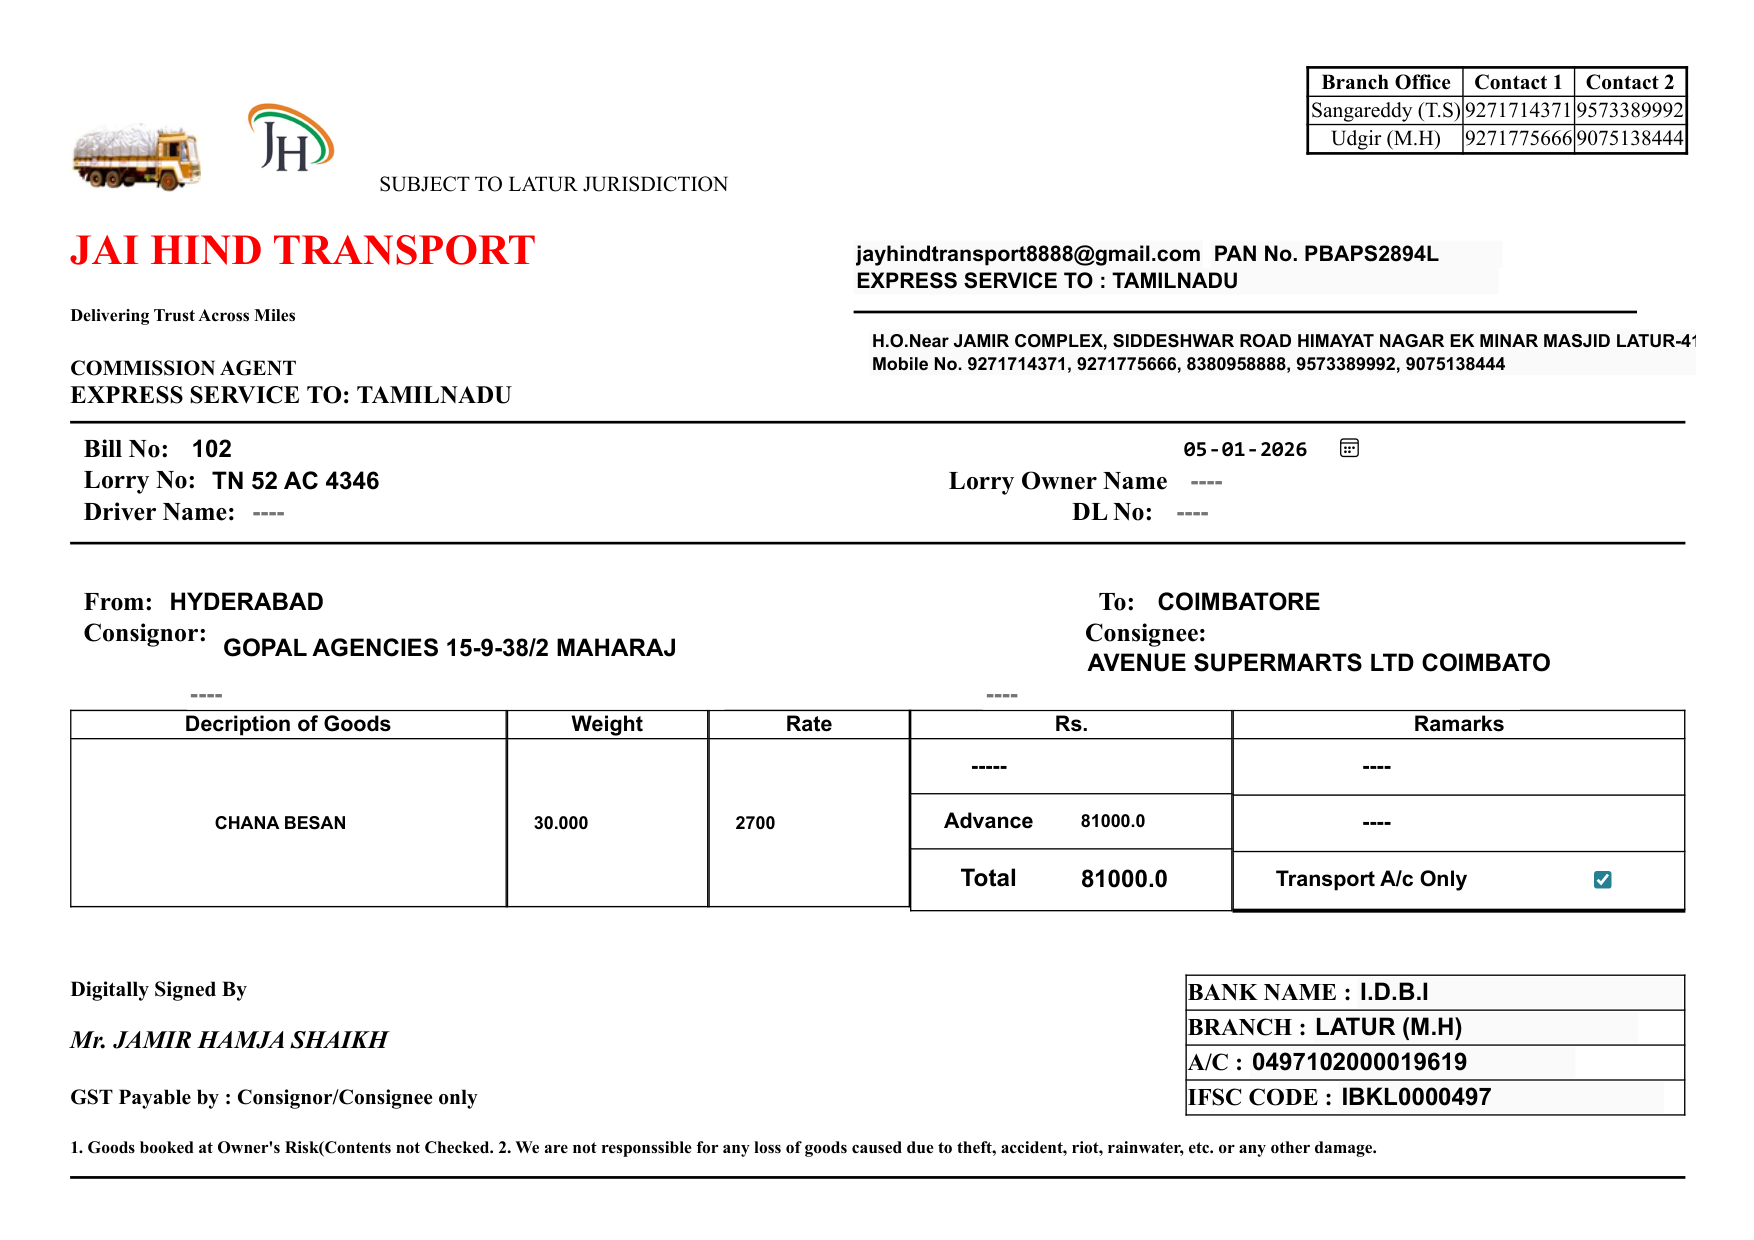 Branch Office Contact 1 Contact 2
Sangareddy (T.S) 9271714371 9573389992
Udgir (M.H) 9271775666 9075138444
JH
SUBJECT TO LATUR JURISDICTION
JAI HIND TRANSPORT
jayhindtransport8888@gmail.com PAN No. PBAPS2894L
EXPRESS SERVICE TO : TAMILNADU
Delivering Trust Across Miles
H.O.Near JAMIR COMPLEX, SIDDESHWAR ROAD HIMAYAT NAGAR EK MINAR MASJID LATUR-41
Mobile No. 9271714371, 9271775666, 8380958888, 9573389992, 9075138444
COMMISSION AGENT
EXPRESS SERVICE TO: TAMILNADU
Bill No: 102 05-01-2026
Lorry No: TN 52 AC 4346 Lorry Owner Name ----
Driver Name: ---- DL No: ----
From: HYDERABAD To: COIMBATORE
Consignor: GOPAL AGENCIES 15-9-38/2 MAHARAJ
Consignee: AVENUE SUPERMARTS LTD COIMBATO
---- ----
Decription of Goods Weight Rate Rs. Ramarks
----- ----
CHANA BESAN 30.000 2700 Advance 81000.0 ----
Total 81000.0 Transport A/c Only
Digitally Signed By
Mr. JAMIR HAMJA SHAIKH
GST Payable by : Consignor/Consignee only
BANK NAME : I.D.B.I
BRANCH : LATUR (M.H)
A/C : 0497102000019619
IFSC CODE : IBKL0000497
1. Goods booked at Owner's Risk(Contents not Checked. 2. We are not responssible for any loss of goods caused due to theft, accident, riot, rainwater, etc. or any other damage.